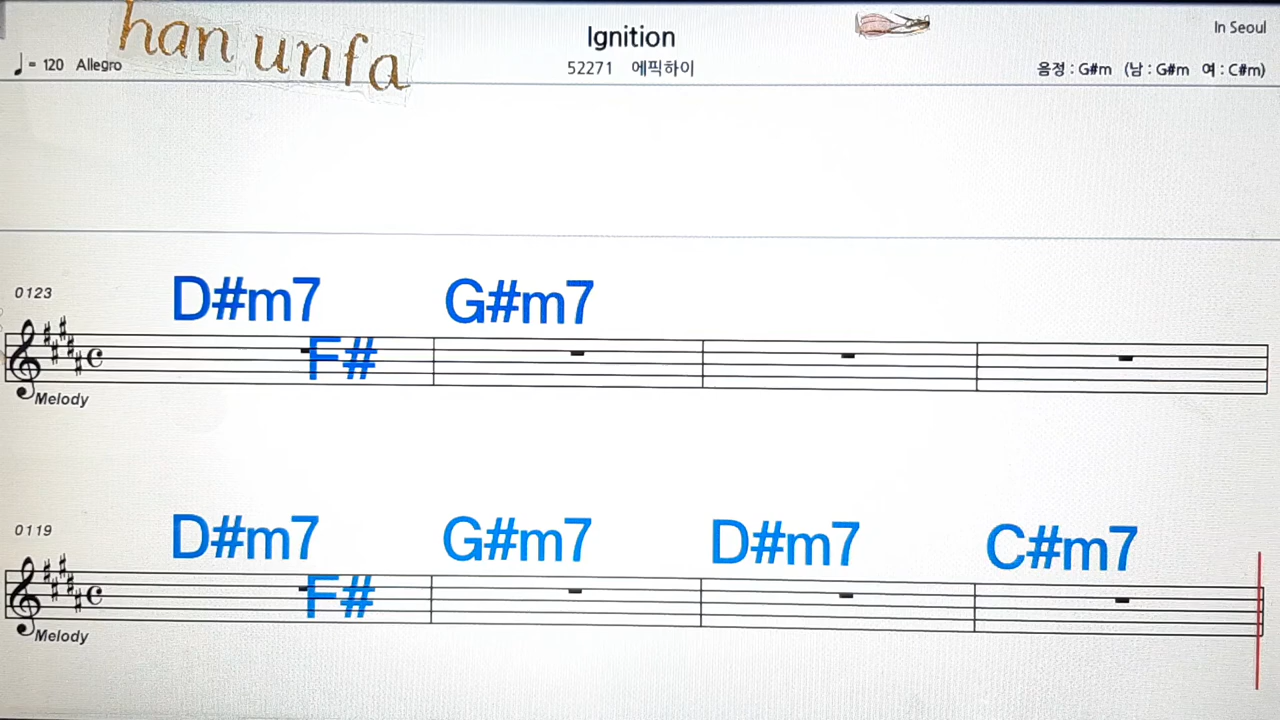 han unfa
Ignition
In Seoul
♩= 120 Allegro
52271 에픽하이
음정 : G#m (남 : G#m 여 : C#m)
0123
D#m7 G#m7
F#
Melody
0119
D#m7 G#m7 D#m7 C#m7
F#
Melody